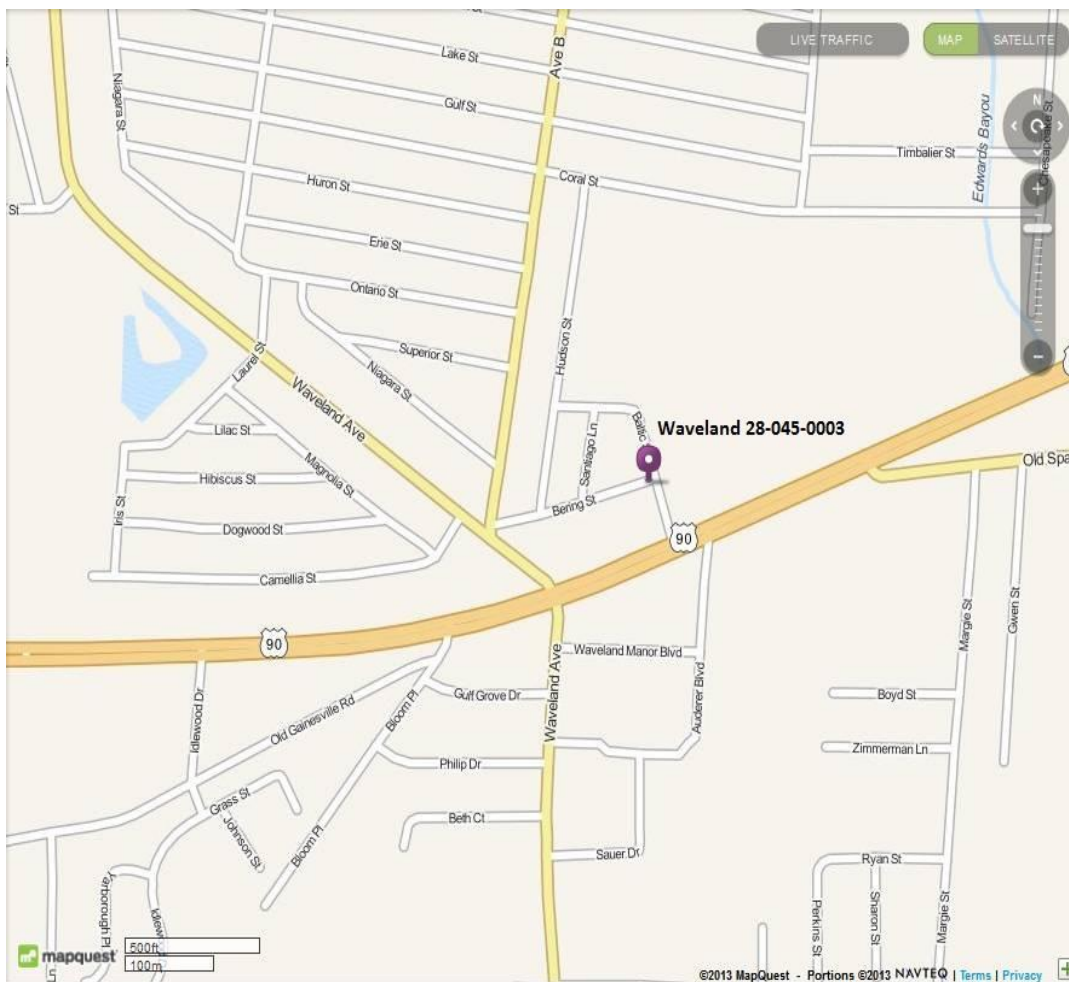 LIVE TRAFFIC
MAP
SATELLITE
Lake St
Ave B
Niagara St
Gulf St
Edwards Bayou
N
Chesapeake St
Timbalier St
Huron St
Coral St
St
Erie St
Ontario St
Hudson St
Superior St
Laurel St
Niagara St
Waveland Ave
Baltic
Waveland 28-045-0003
Lilac St
Santiago Ln
Magnolia St
Old Spa
Hibiscus St
Iris St
Bering St
Dogwood St
90
Camellia St
Margie St
Gwen St
90
Waveland Manor Blvd
Auderer Blvd
Boyd St
Gulf Grove Dr
Bloom Pl
Idlewood Dr
Old Gainesville Rd
Waveland Ave
Zimmerman Ln
Philip Dr
Grass St
Beth Ct
Johnson St
Bloom Pl
Sauer Dr
Ryan St
Yarborough Pl
Perkins St
Sharon St
Margie St
mapquest
500ft
100m
©2013 MapQuest - Portions ©2013 NAVTEQ | Terms | Privacy